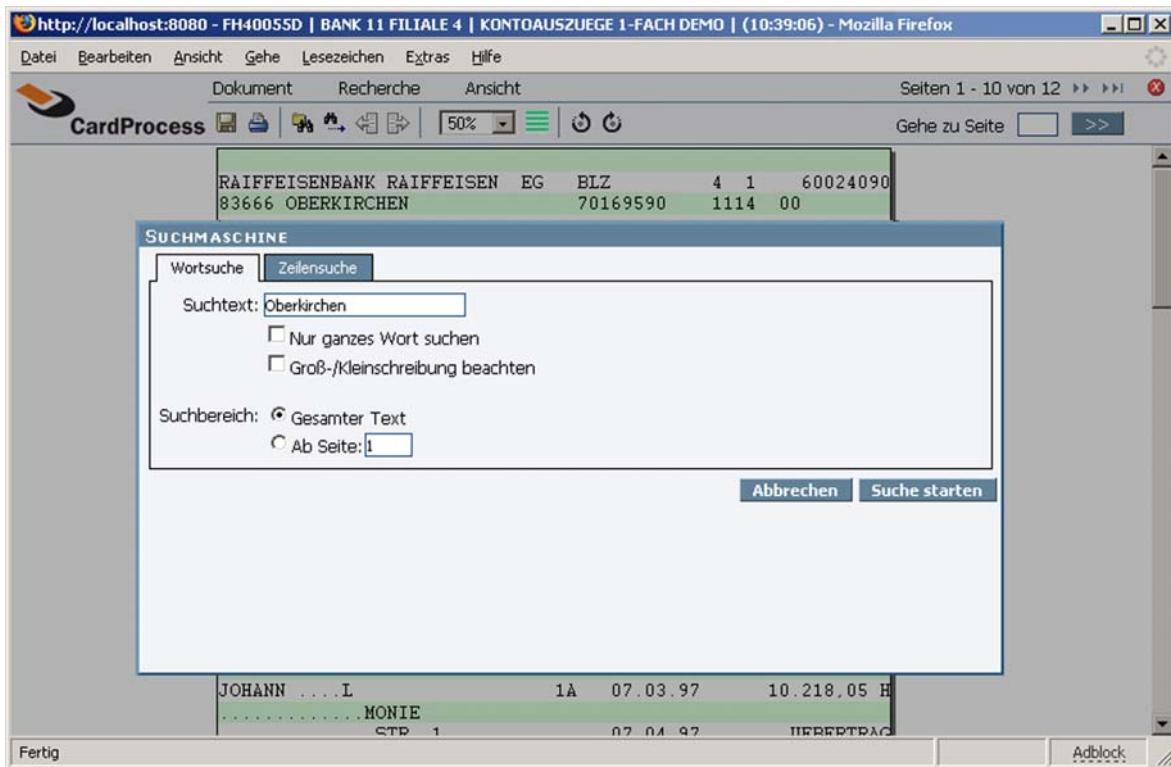 http://localhost:8080 - FH40055D | BANK 11 FILIALE 4 | KONTOAUSZUEGE 1-FACH DEMO | (10:39:06) - Mozilla Firefox
Datei Bearbeiten Ansicht Gehe Lesezeichen Extras Hilfe
Dokument Recherche Ansicht Seiten 1 - 10 von 12
CardProcess 50% Gehe zu Seite >>
RAIFFEISENBANK RAIFFEISEN EG BLZ 4 1 60024090
83666 OBERKIRCHEN 70169590 1114 00
SUCHMASCHINE
Wortsuche Zeilensuche
Suchtext: Oberkirchen
Nur ganzes Wort suchen
Groß-/Kleinschreibung beachten
Suchbereich: Gesamter Text
Ab Seite: 1
Abbrechen Suche starten
JOHANN ....L 1A 07.03.97 10.218,05 H
.............MONIE
STR 1 07.04.97 UEBERTRAG
Fertig Adblock